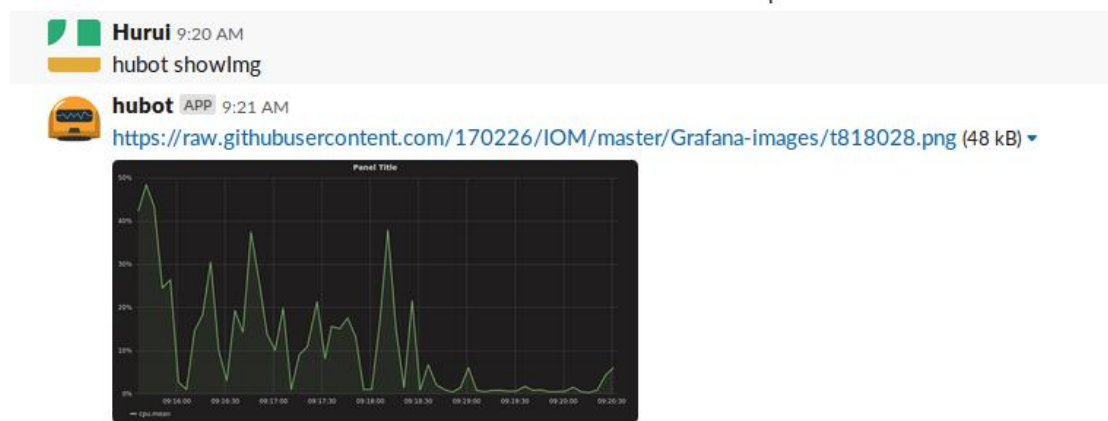 Hurui 9:20 AM
hubot showImg
hubot APP 9:21 AM
https://raw.githubusercontent.com/170226/IOM/master/Grafana-images/t818028.png (48 kB)
Panel Title
50%
40%
30%
20%
10%
0%
09:16:00 09:16:30 09:17:00 09:17:30 09:18:00 09:18:30 09:19:00 09:19:30 09:20:00 09:20:30
cpu.mean